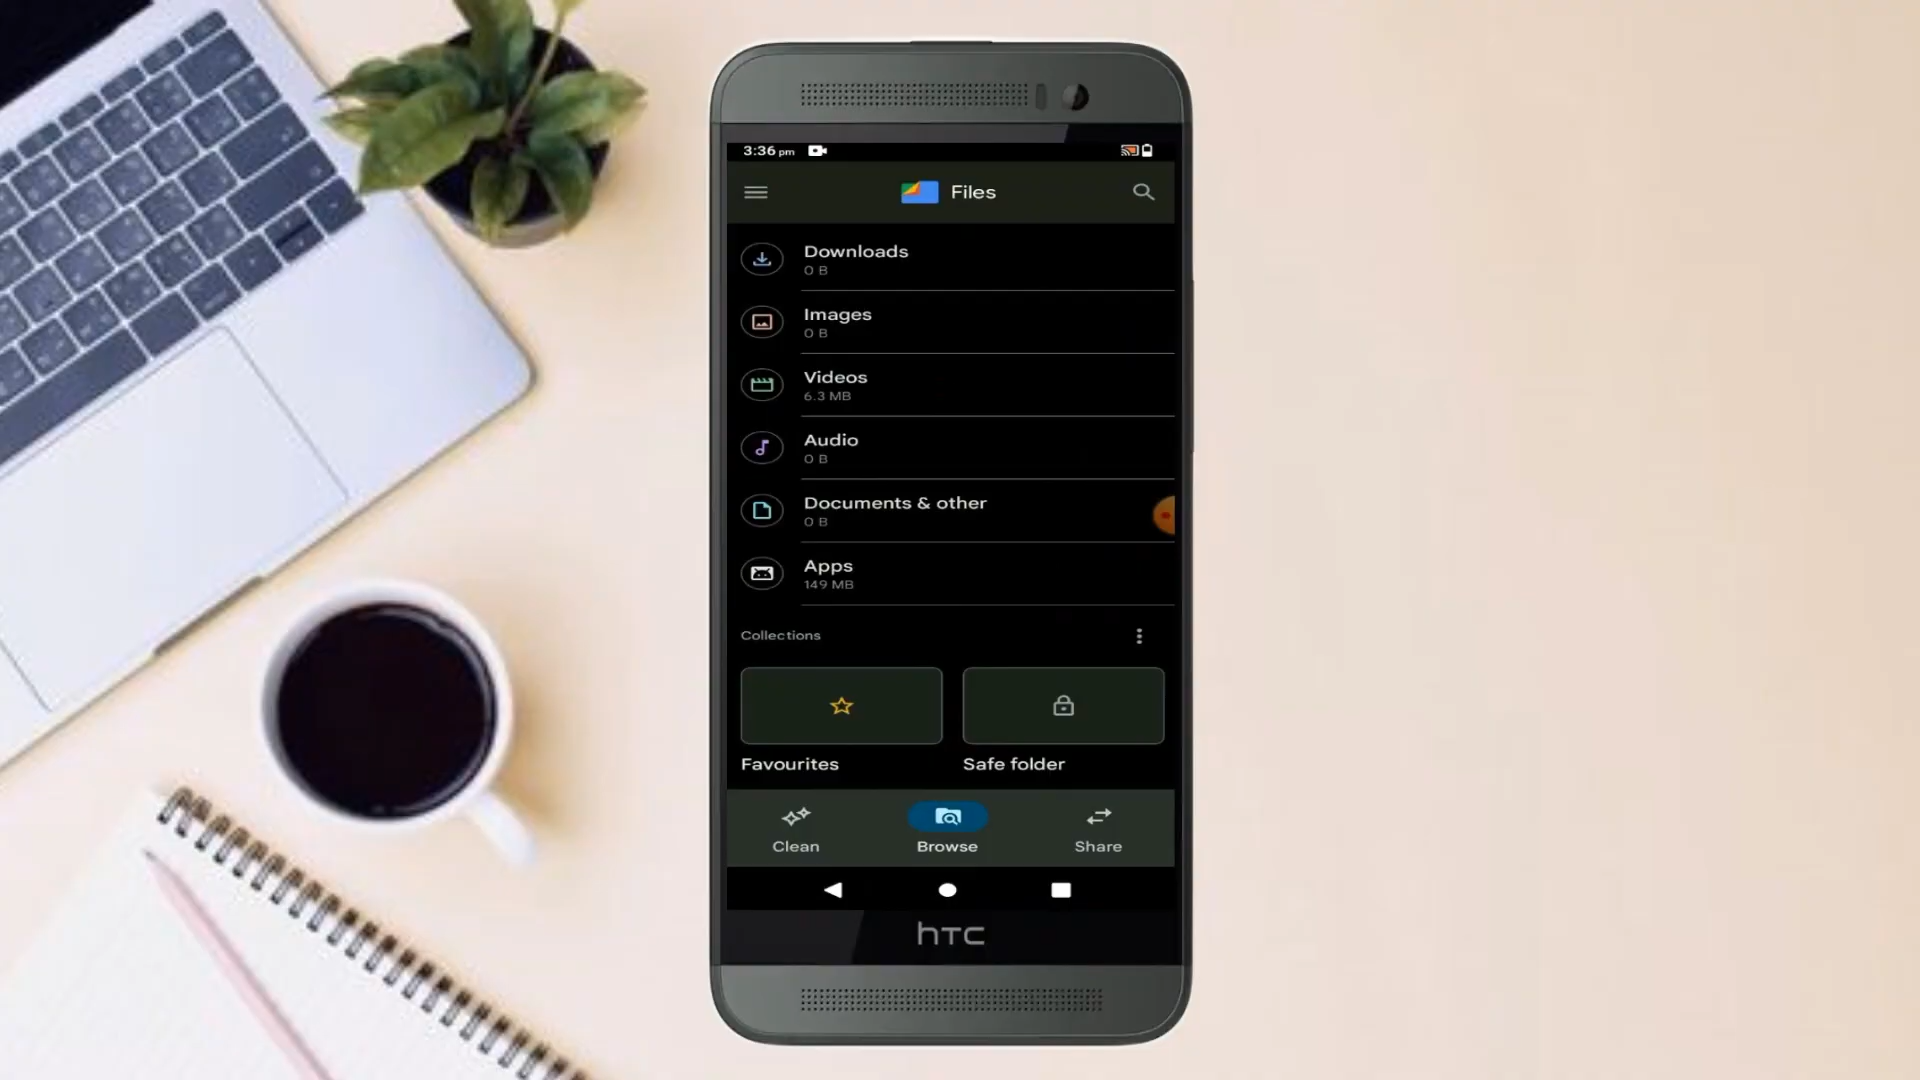 3:36 pm
Files
Downloads
0 B
Images
0 B
Videos
6.3 MB
Audio
0 B
Documents & other
0 B
Apps
149 MB
Collections
Favourites
Safe folder
Clean
Browse
Share
hTC